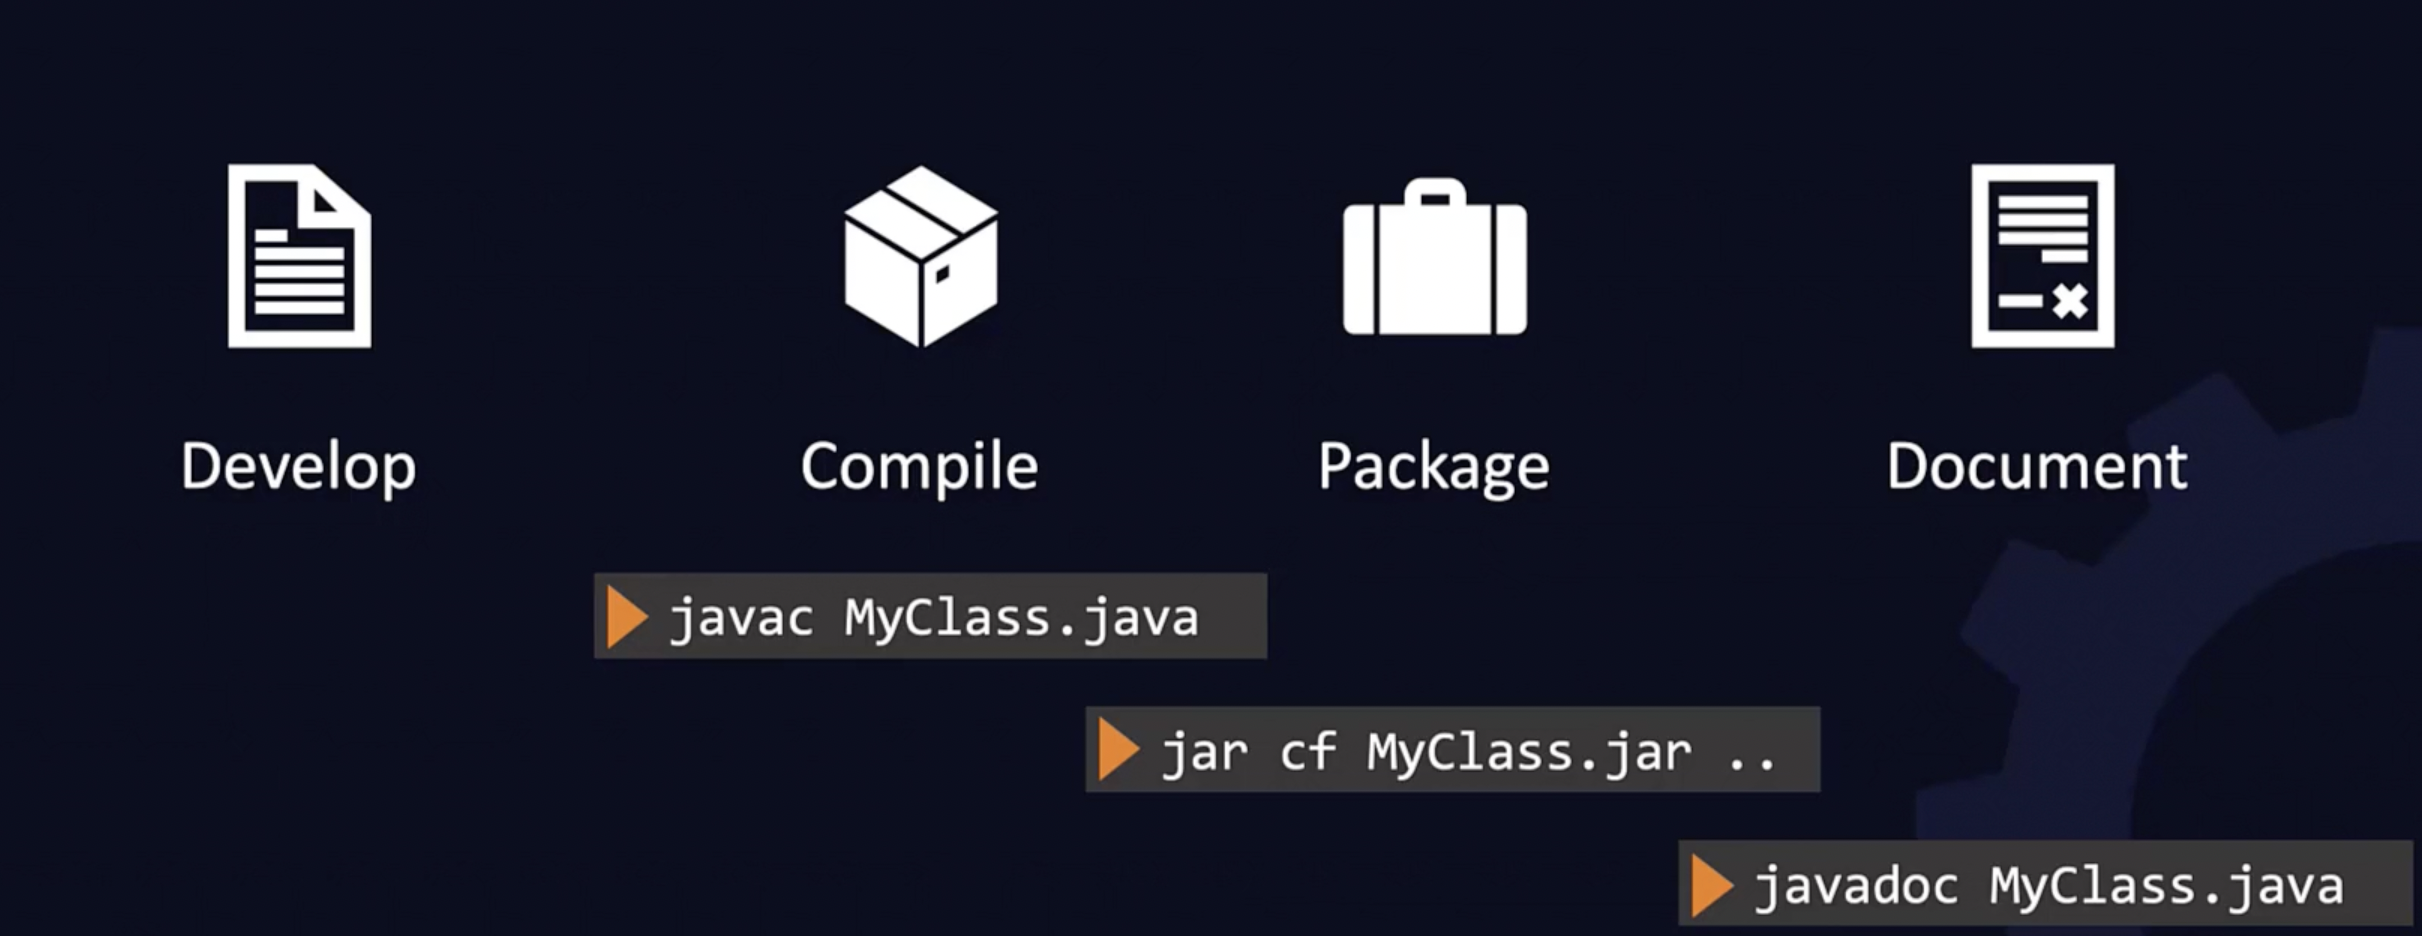 Develop
Compile
Package
Document
javac MyClass.java
jar cf MyClass.jar ..
javadoc MyClass.java